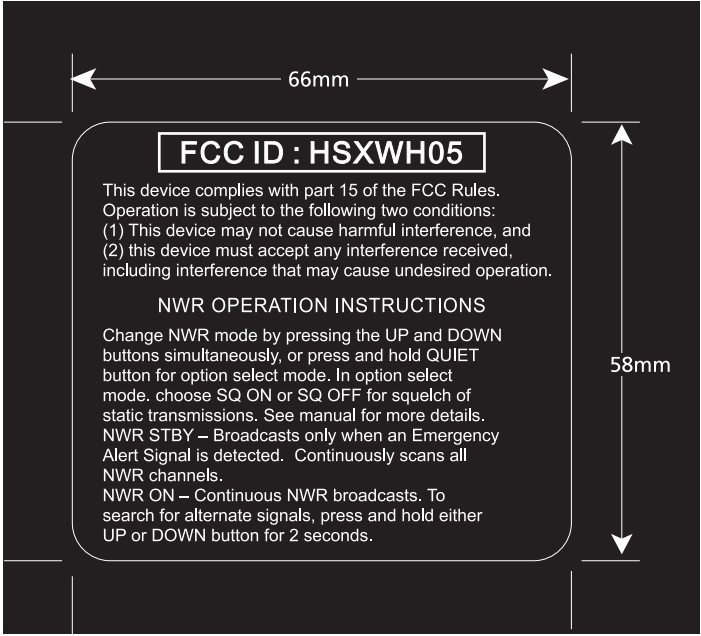 66mm
FCC ID : HSXWH05
This device complies with part 15 of the FCC Rules.
Operation is subject to the following two conditions:
(1) This device may not cause harmful interference, and
(2) this device must accept any interference received,
including interference that may cause undesired operation.
NWR OPERATION INSTRUCTIONS
Change NWR mode by pressing the UP and DOWN
buttons simultaneously, or press and hold QUIET
button for option select mode. In option select
mode. choose SQ ON or SQ OFF for squelch of
static transmissions. See manual for more details.
NWR STBY – Broadcasts only when an Emergency
Alert Signal is detected.  Continuously scans all
NWR channels.
NWR ON – Continuous NWR broadcasts. To
search for alternate signals, press and hold either
UP or DOWN button for 2 seconds.
58mm